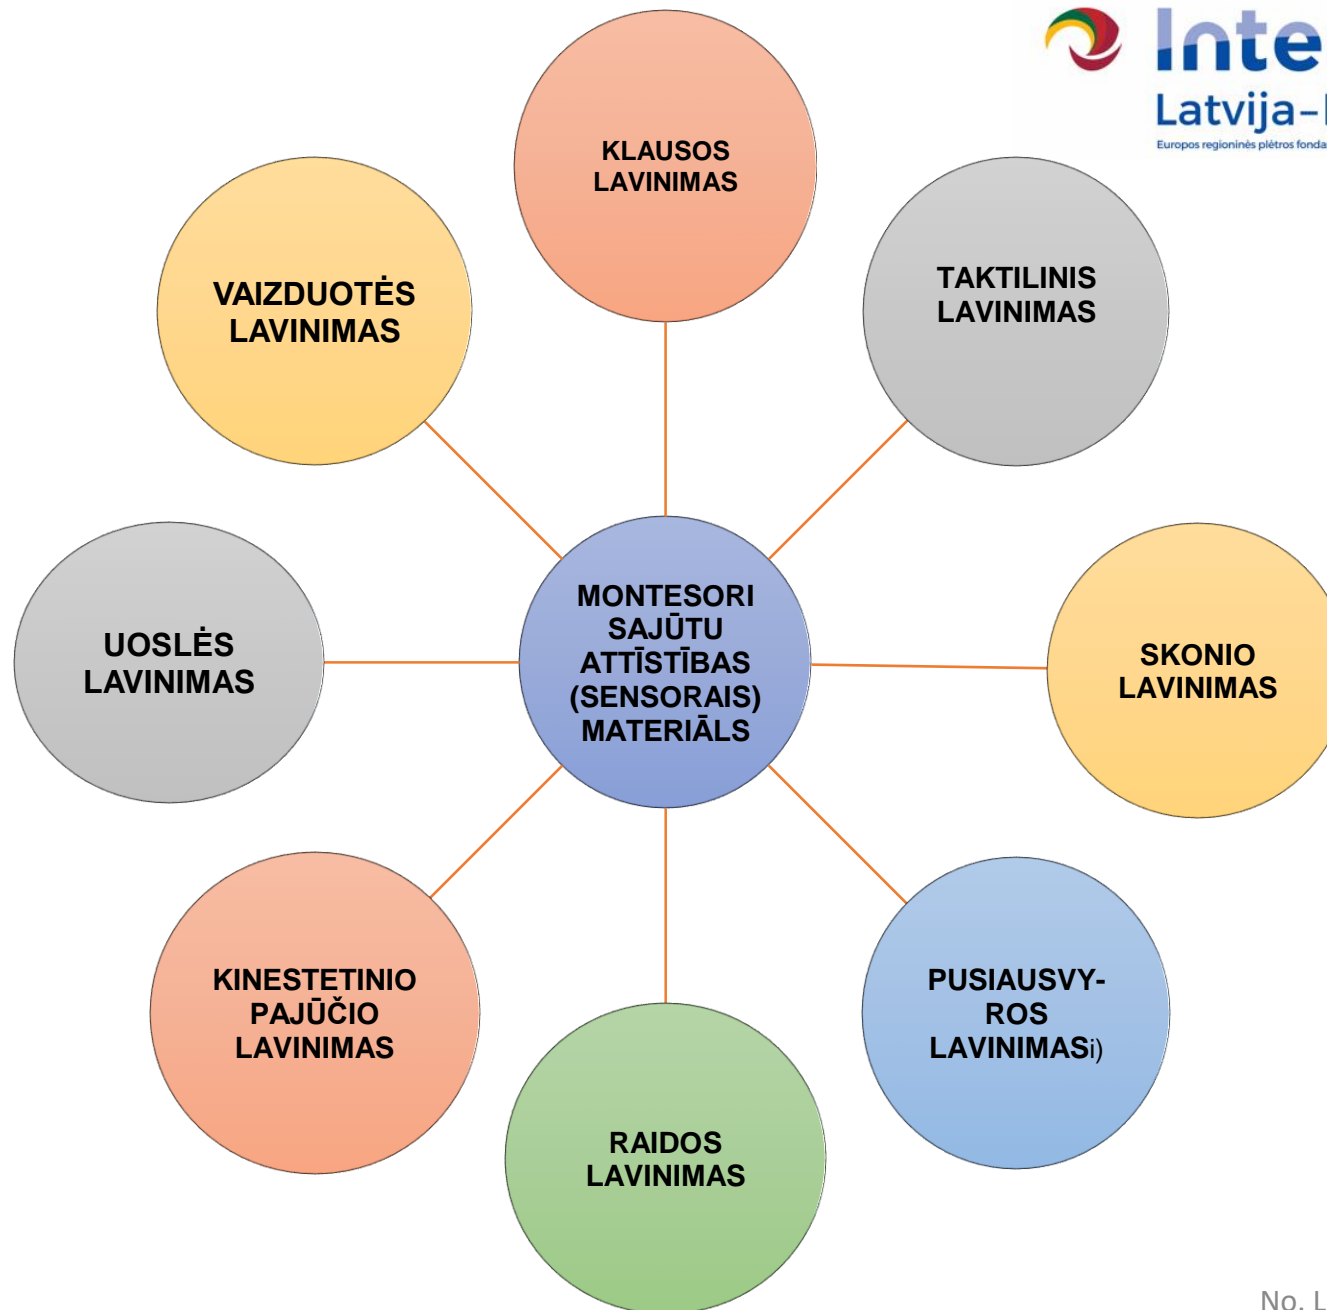 Inte
Latvija–
Europos regioninės plėtros fonda
KLAUSOS
LAVINIMAS
TAKTILINIS
LAVINIMAS
VAIZDUOTĖS
LAVINIMAS
MONTESORI
SAJŪTU
ATTĪSTĪBAS
(SENSORAIS)
MATERIĀLS
UOSLĖS
LAVINIMAS
SKONIO
LAVINIMAS
KINESTETINIO
PAJŪČIO
LAVINIMAS
PUSIAUSVY-
ROS
LAVINIMASi)
RAIDOS
LAVINIMAS
No. L